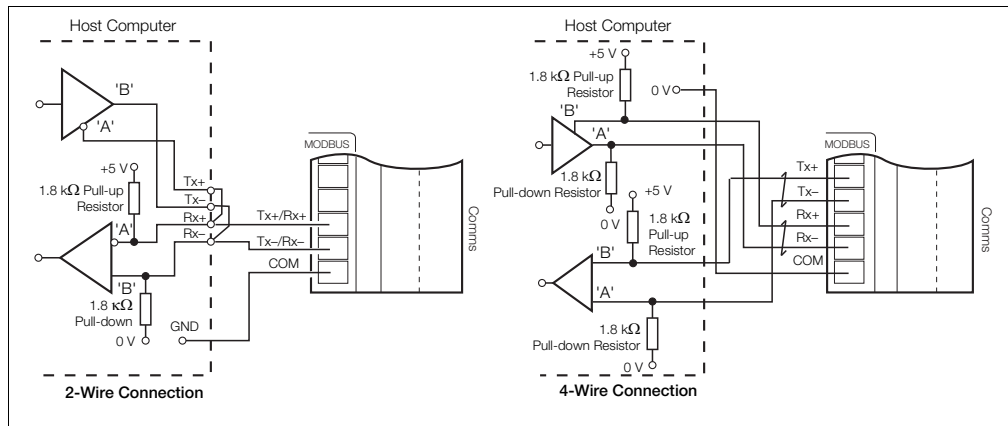 Host Computer
'B'
'A'
+5 V
1.8 kΩ Pull-up
Resistor
'A'
'B'
1.8 κΩ
Pull-down
0 V
GND
Tx+
Tx–
Rx+
Rx–
Tx+/Rx+
Tx–/Rx–
COM
MODBUS
Comms
2-Wire Connection
Host Computer
+5 V
1.8 kΩ Pull-up
Resistor
0 V
'B'
'A'
1.8 kΩ
Pull-down Resistor
0 V
+5 V
1.8 kΩ
Pull-up
Resistor
'B'
'A'
1.8 kΩ
Pull-down Resistor
0 V
MODBUS
Tx+
Tx–
Rx+
Rx–
COM
Comms
4-Wire Connection